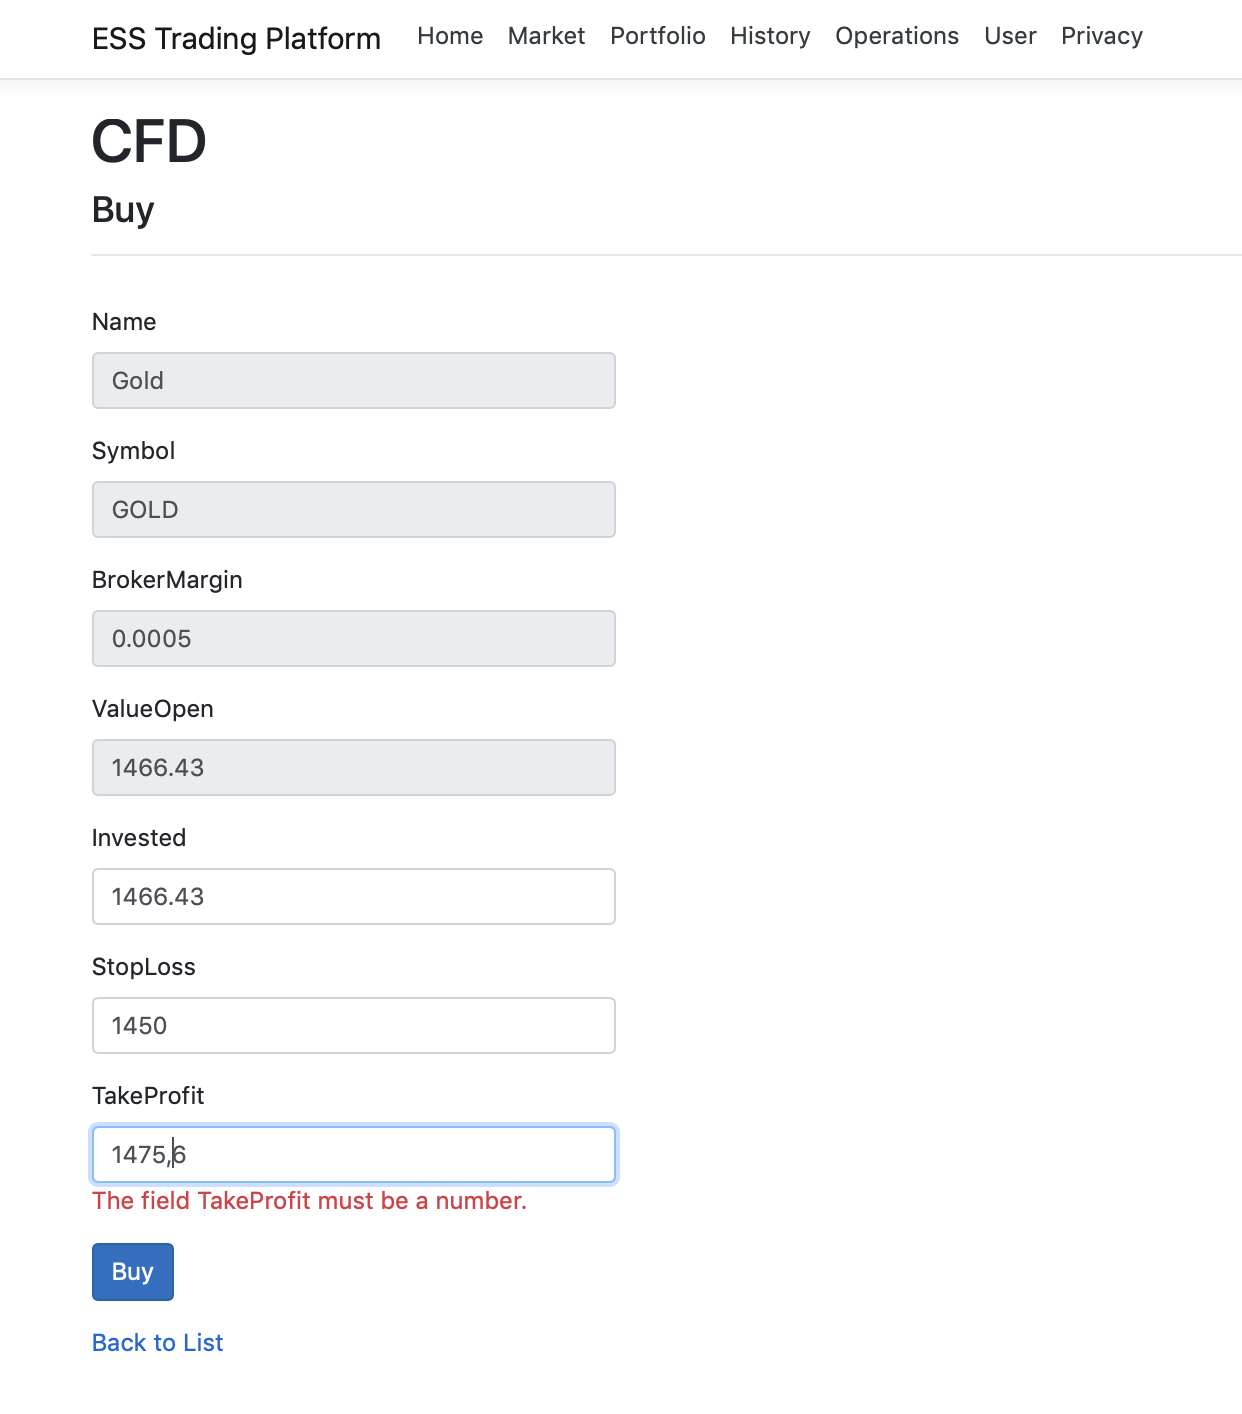 ESS Trading Platform Home Market Portfolio History Operations User Privacy
CFD
Buy
Name
Gold
Symbol
GOLD
BrokerMargin
0.0005
ValueOpen
1466.43
Invested
1466.43
StopLoss
1450
TakeProfit
1475,6
The field TakeProfit must be a number.
Buy
Back to List